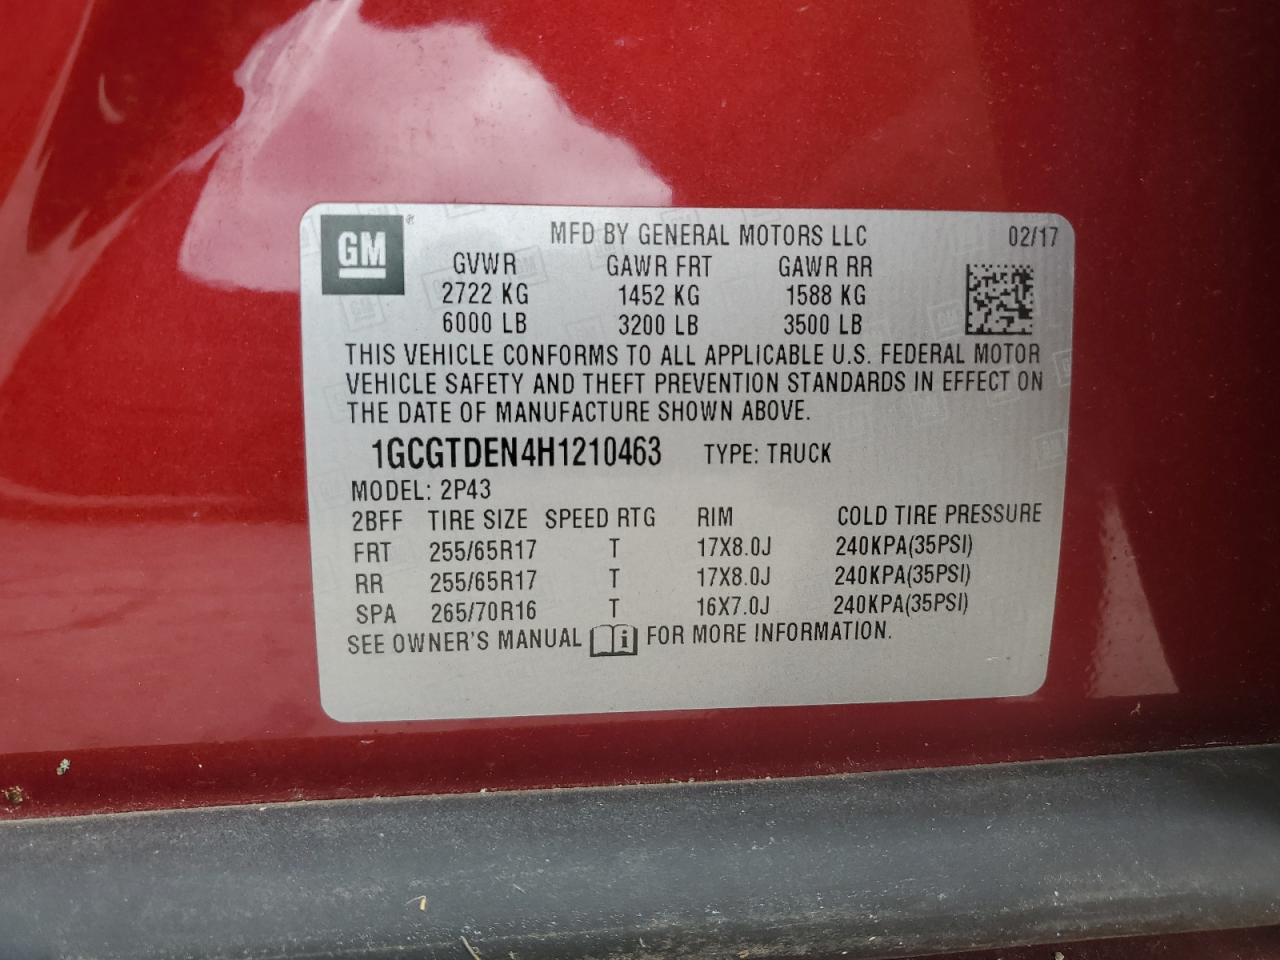 GM
MFD BY GENERAL MOTORS LLC 02/17
GVWR GAWR FRT GAWR RR
2722 KG 1452 KG 1588 KG
6000 LB 3200 LB 3500 LB
THIS VEHICLE CONFORMS TO ALL APPLICABLE U.S. FEDERAL MOTOR
VEHICLE SAFETY AND THEFT PREVENTION STANDARDS IN EFFECT ON
THE DATE OF MANUFACTURE SHOWN ABOVE.
1GCGTDEN4H1210463 TYPE: TRUCK
MODEL: 2P43
2BFF TIRE SIZE SPEED RTG RIM COLD TIRE PRESSURE
FRT 255/65R17 T 17X8.0J 240KPA(35PSI)
RR 255/65R17 T 17X8.0J 240KPA(35PSI)
SPA 265/70R16 T 16X7.0J 240KPA(35PSI)
SEE OWNER'S MANUAL FOR MORE INFORMATION.